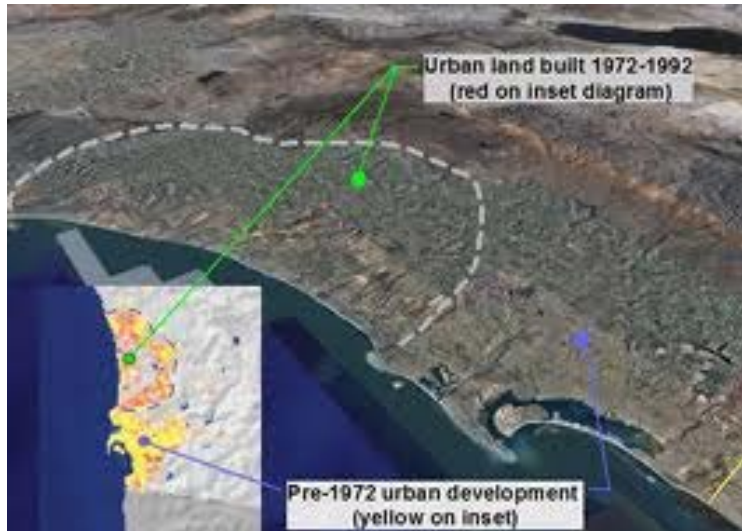 Urban land built 1972-1992
(red on inset diagram)
Pre-1972 urban development
(yellow on inset)